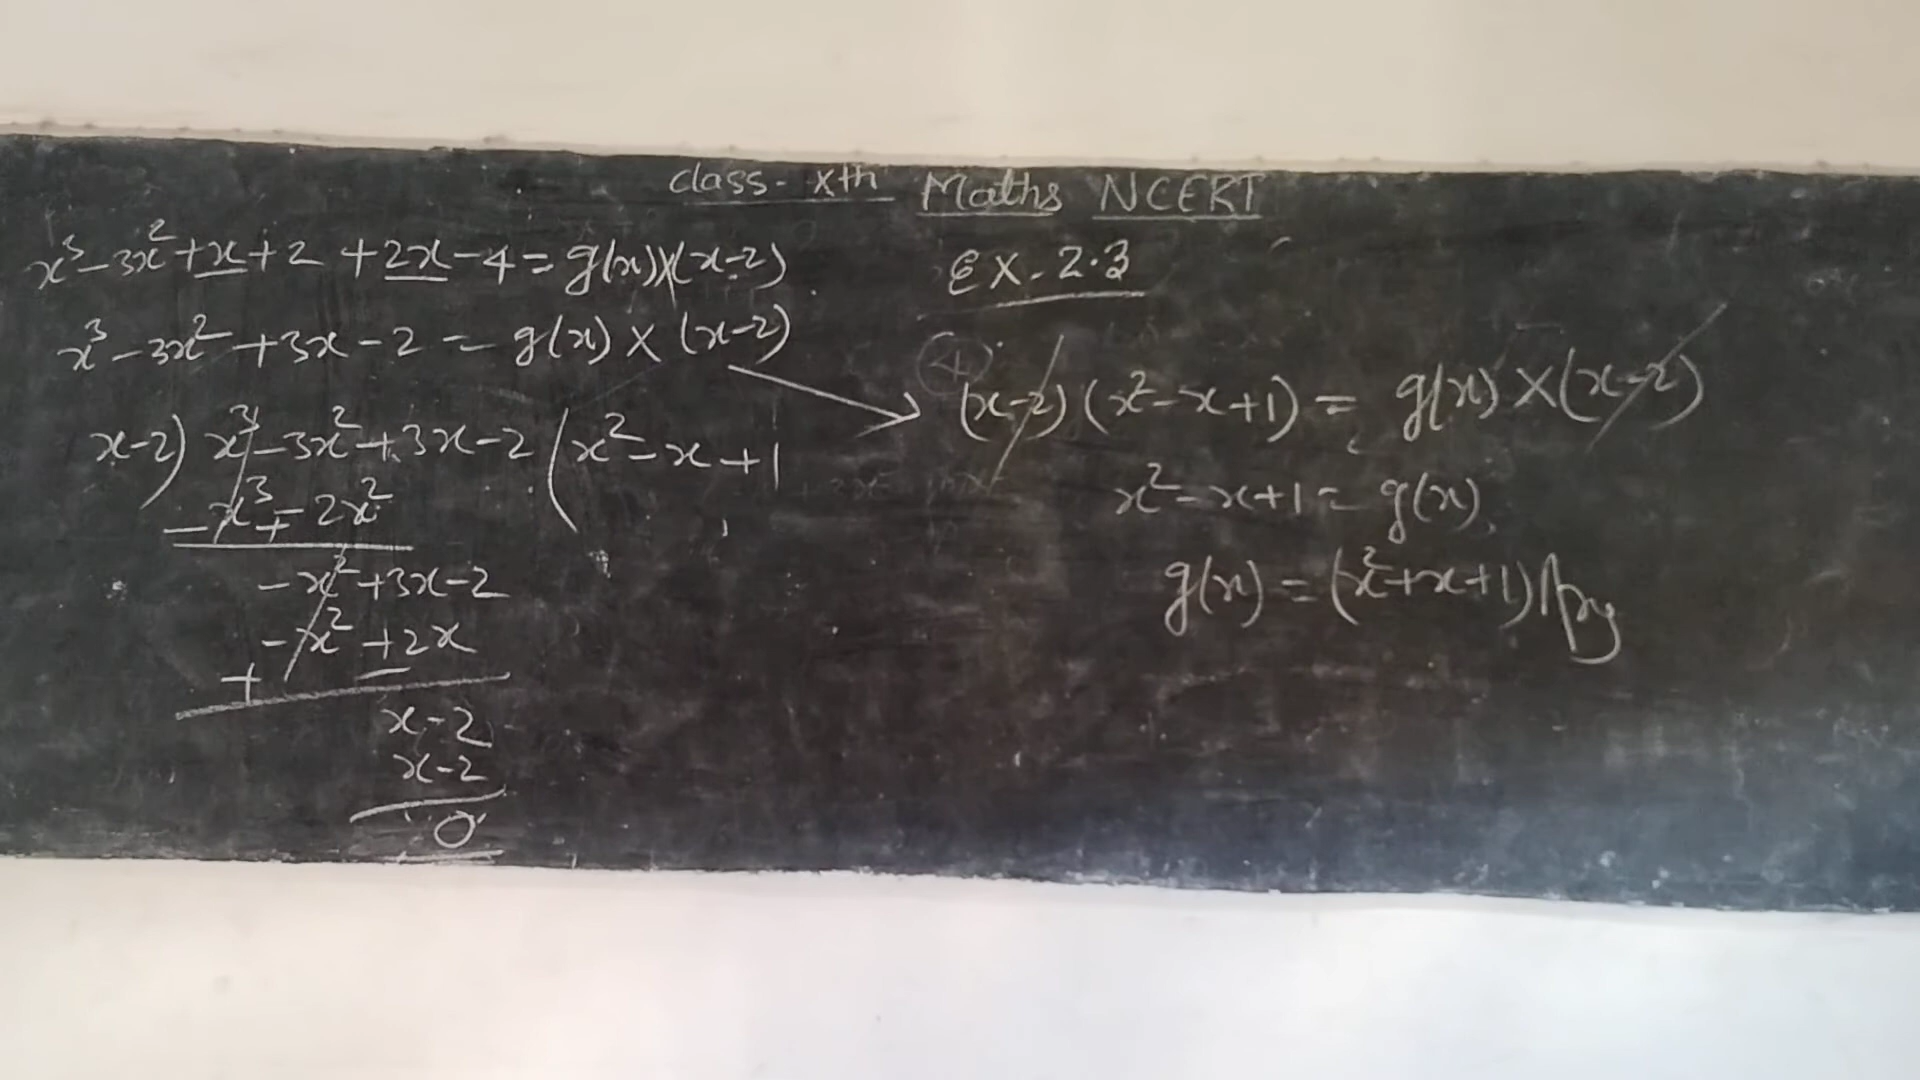 class- Xth Maths NCERT
x³-3x²+x+2 +2x-4 = g(x)×(x-2)
x³-3x²+3x-2 = g(x) × (x-2)
x-2) x³-3x²+3x-2 (x²-x+1
x³-2x²
- +
-x²+3x-2
-x²+2x
+ -
x-2
x-2
0
EX-2.3
④
(x-2)(x²-x+1) = g(x)×(x-2)
x²-x+1 = g(x)
g(x) = (x²+x+1)